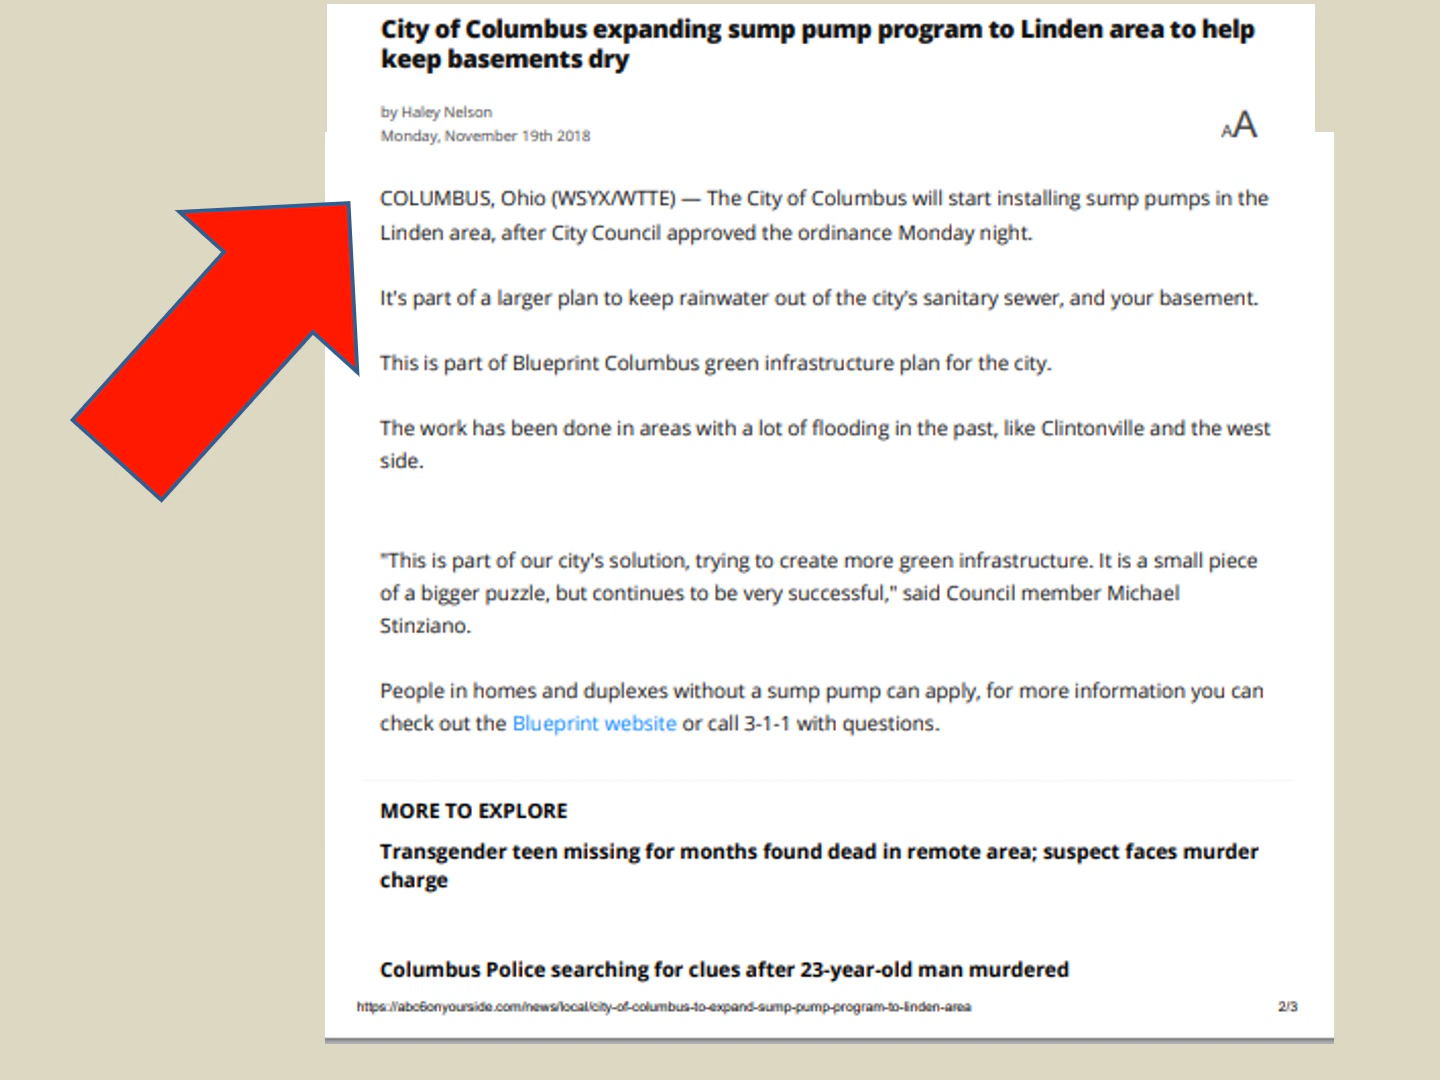 City of Columbus expanding sump pump program to Linden area to help
keep basements dry
by Haley Nelson
Monday, November 19th 2018
AA
COLUMBUS, Ohio (WSYX/WTTE) — The City of Columbus will start installing sump pumps in the
Linden area, after City Council approved the ordinance Monday night.
It's part of a larger plan to keep rainwater out of the city's sanitary sewer, and your basement.
This is part of Blueprint Columbus green infrastructure plan for the city.
The work has been done in areas with a lot of flooding in the past, like Clintonville and the west
side.
"This is part of our city's solution, trying to create more green infrastructure. It is a small piece
of a bigger puzzle, but continues to be very successful," said Council member Michael
Stinziano.
People in homes and duplexes without a sump pump can apply, for more information you can
check out the Blueprint website or call 3-1-1 with questions.
MORE TO EXPLORE
Transgender teen missing for months found dead in remote area; suspect faces murder
charge
Columbus Police searching for clues after 23-year-old man murdered
https://abc6onyourside.com/news/local/city-of-columbus-to-expand-sump-pump-program-to-linden-area
2/3